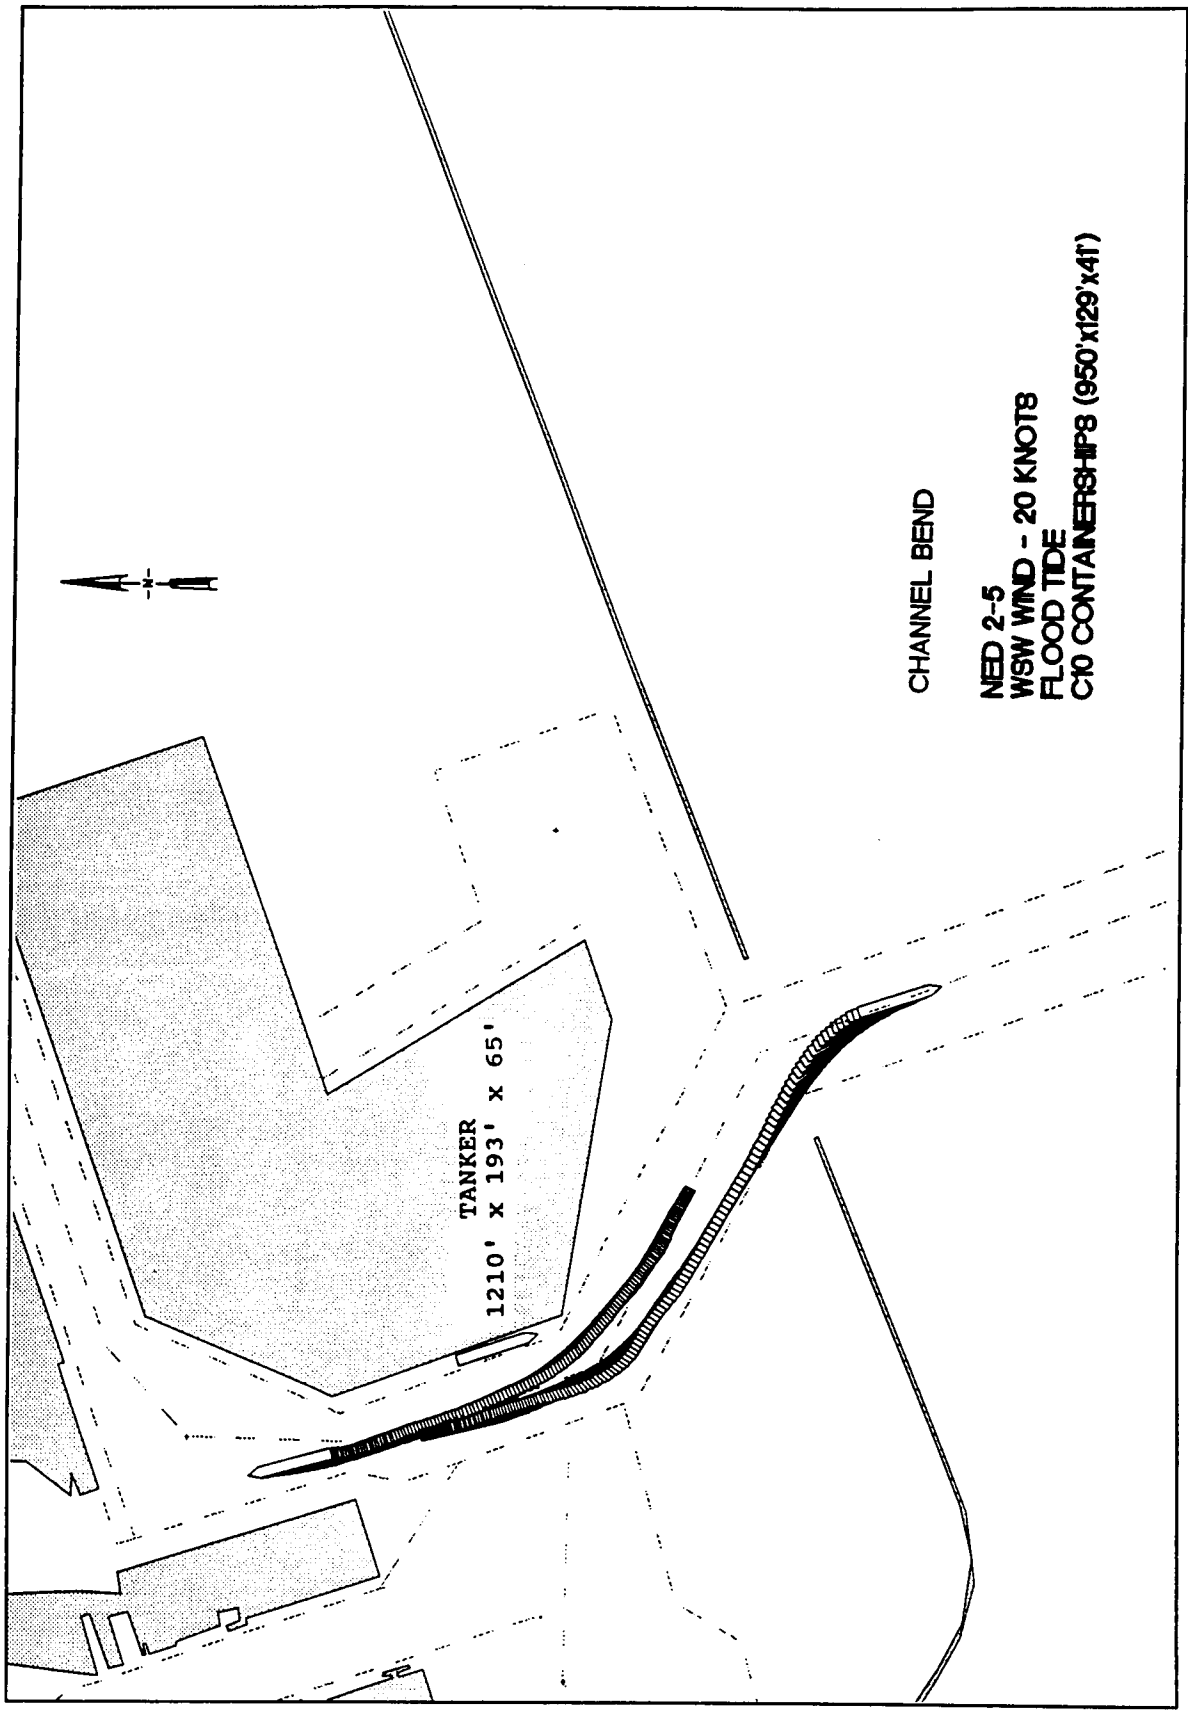 -N-
TANKER
1210' x 193' x 65'
CHANNEL BEND
NED 2-5
WSW WIND - 20 KNOTS
FLOOD TIDE
C10 CONTAINERSHIPS (950'x129'x41')